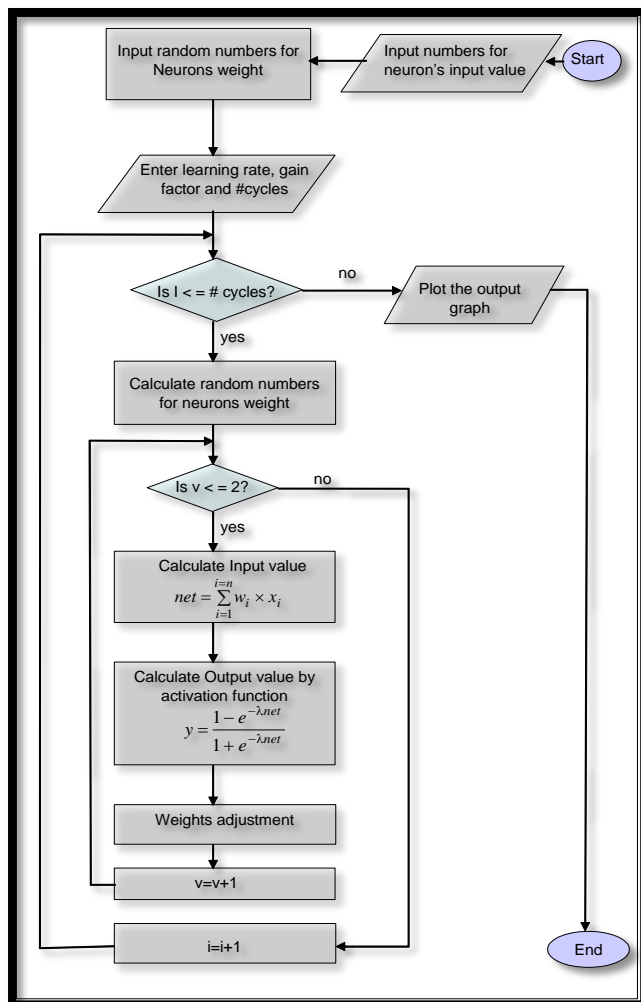 Start
Input numbers for
neuron's input value
Input random numbers for
Neurons weight
Enter learning rate, gain
factor and #cycles
Is I < = # cycles?
no
Plot the output
graph
yes
Calculate random numbers
for neurons weight
Is v < = 2?
no
yes
Calculate Input value
net = \sum_{i=1}^{i=n} w_i × x_i
Calculate Output value by
activation function
y = \frac{1 - e^{-λnet}}{1 + e^{-λnet}}
Weights adjustment
v=v+1
i=i+1
End